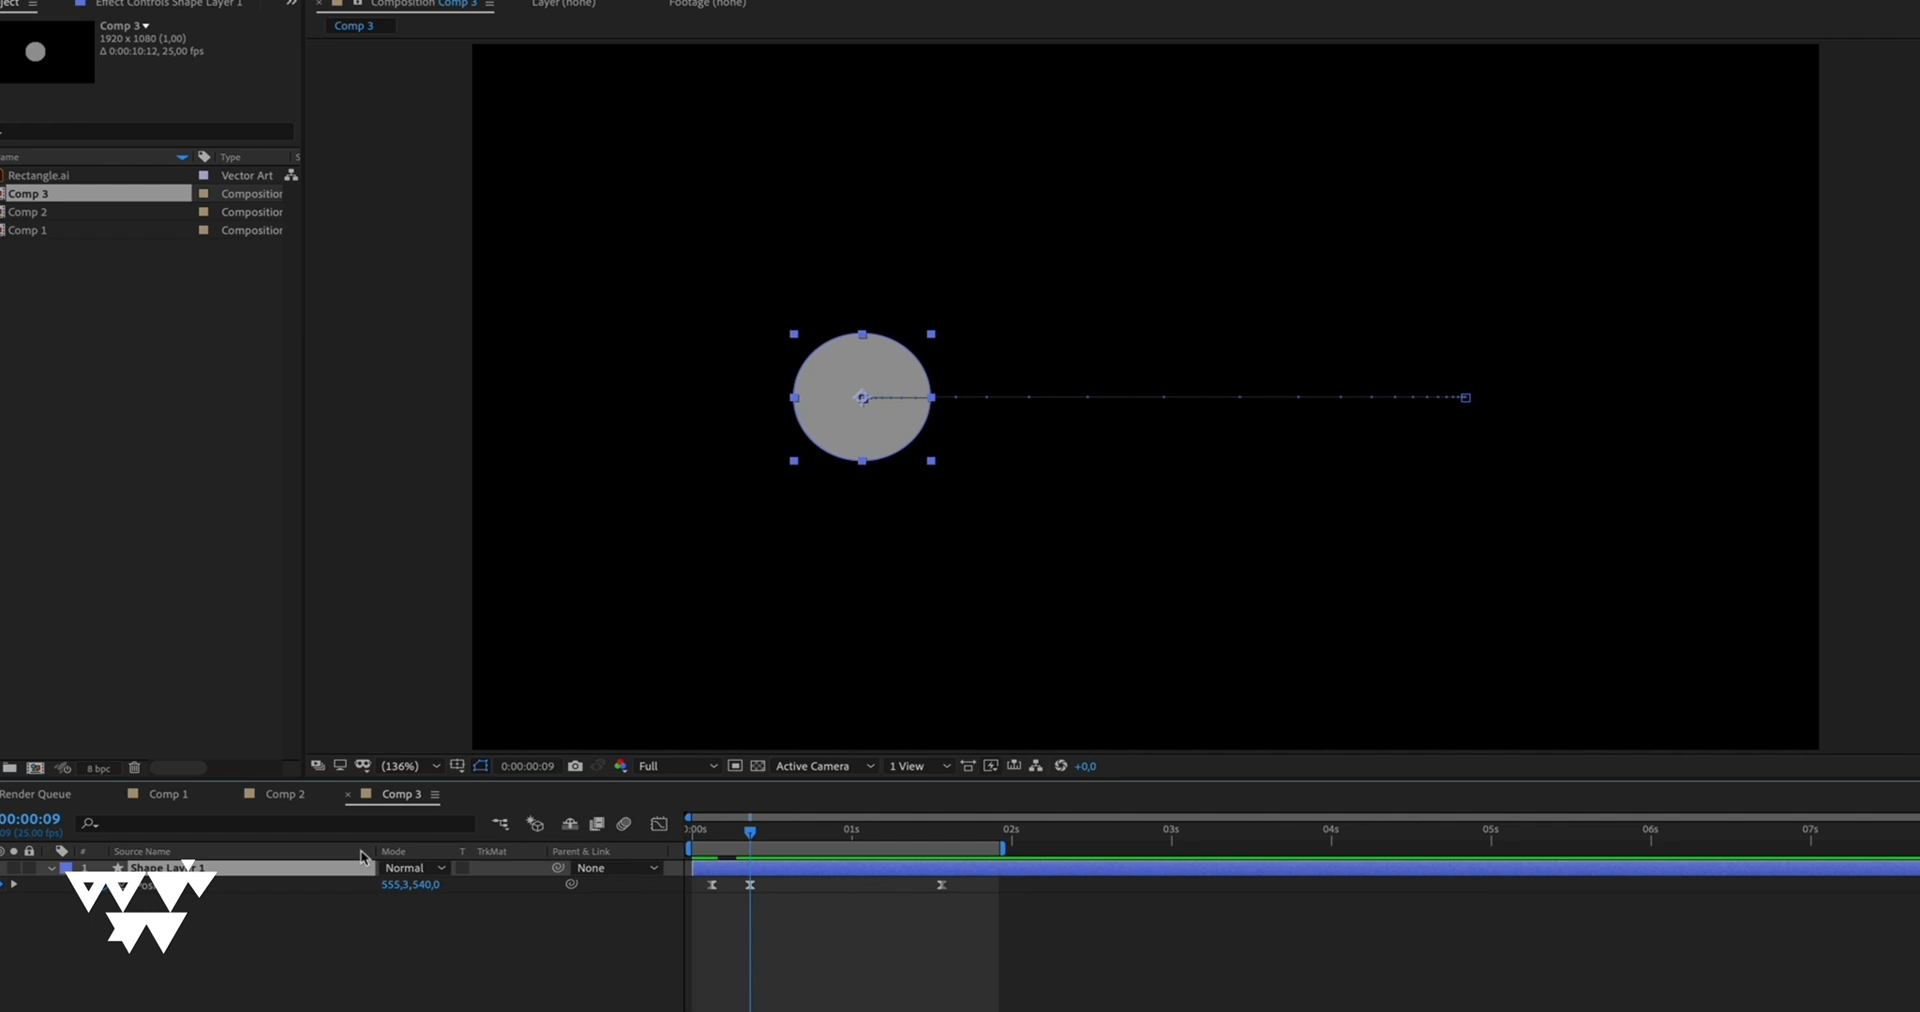 ject
Effect Controls Shape Layer 1
Composition Comp 3
Layer (none)
Footage (none)
Comp 3
1920 x 1080 (1,00)
Δ 0:00:10:12, 25,00 fps
Comp 3
ame
Type
S
Rectangle.ai
Vector Art
Comp 3
Composition
Comp 2
Composition
Comp 1
Composition
8 bpc
(136%)
0:00:00:09
Full
Active Camera
1 View
+0,0
Render Queue
Comp 1
Comp 2
Comp 3
00:00:09
09 (25.00 fps)
:00s
01s
02s
03s
04s
05s
06s
07s
#
Source Name
Mode
T
TrkMat
Parent & Link
1
Shape Layer 1
Normal
None
555,3,540,0